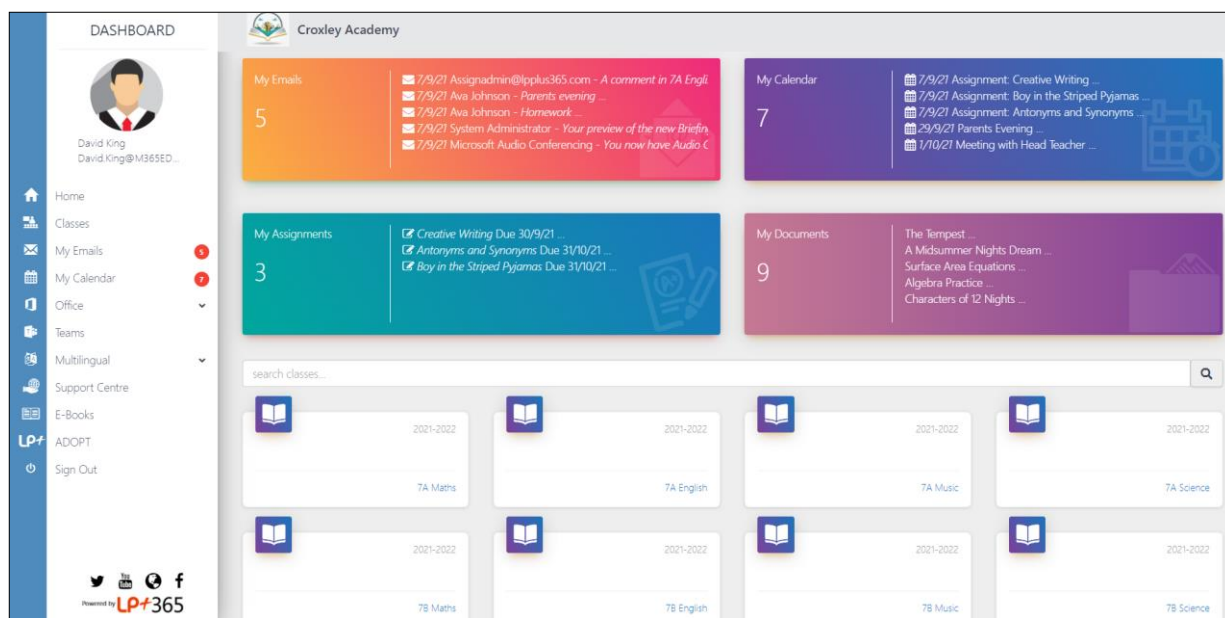 DASHBOARD
David King
David.King@M365ED...
Home
Classes
My Emails
5
My Calendar
7
Office
Teams
Multilingual
Support Centre
E-Books
LP+ ADOPT
Sign Out
You Tube
Powered by LP+365
Croxley Academy
My Emails
5
7/9/21 Assignadmin@lpplus365.com - A comment in 7A Engli
7/9/21 Ava Johnson - Parents evening ...
7/9/21 Ava Johnson - Homework ...
7/9/21 System Administrator - Your preview of the new Briefin
7/9/21 Microsoft Audio Conferencing - You now have Audio C
My Calendar
7
7/9/21 Assignment: Creative Writing ...
7/9/21 Assignment: Boy in the Striped Pyjamas ...
7/9/21 Assignment: Antonyms and Synonyms ...
29/9/21 Parents Evening ...
1/10/21 Meeting with Head Teacher ...
My Assignments
3
Creative Writing Due 30/9/21 ...
Antonyms and Synonyms Due 31/10/21 ...
Boy in the Striped Pyjamas Due 31/10/21 ...
A+
My Documents
9
The Tempest ...
A Midsummer Nights Dream ...
Surface Area Equations ...
Algebra Practice ...
Characters of 12 Nights ...
search classes...
2021-2022
7A Maths
2021-2022
7A English
2021-2022
7A Music
2021-2022
7A Science
2021-2022
7B Maths
2021-2022
7B English
2021-2022
7B Music
2021-2022
7B Science